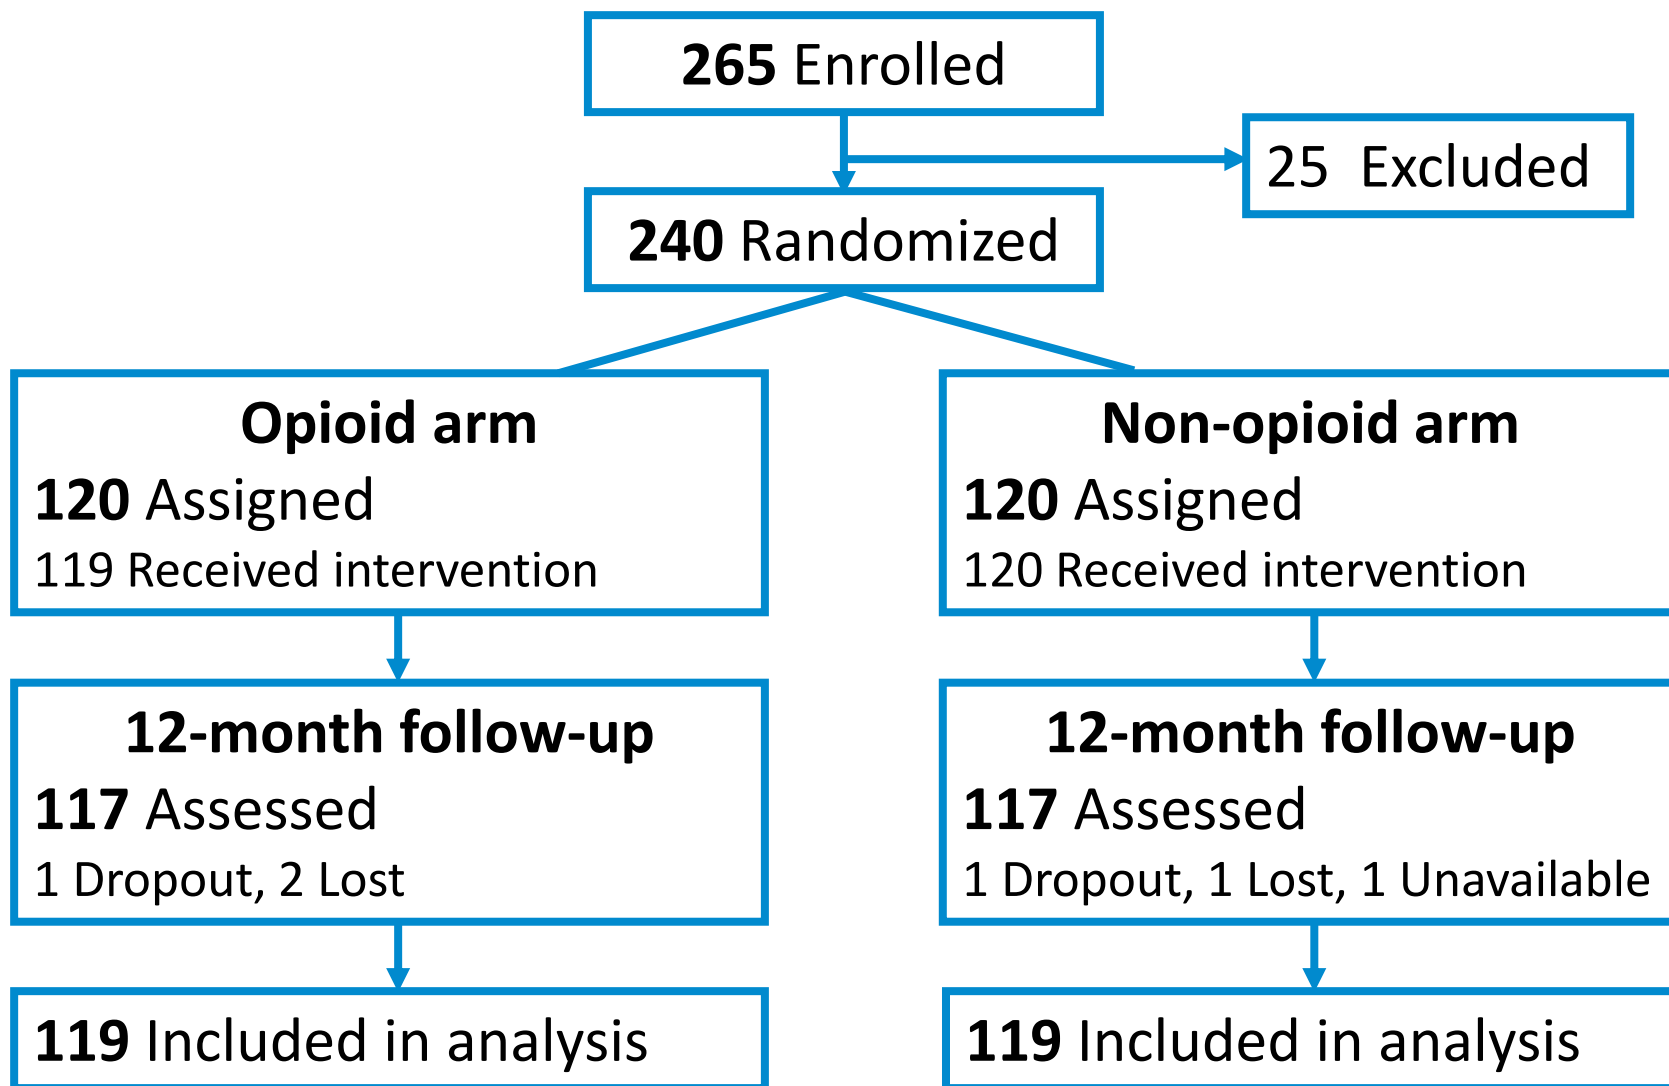 265 Enrolled
25 Excluded
240 Randomized
Opioid arm
120 Assigned
119 Received intervention
Non-opioid arm
120 Assigned
120 Received intervention
12-month follow-up
117 Assessed
1 Dropout, 2 Lost
12-month follow-up
117 Assessed
1 Dropout, 1 Lost, 1 Unavailable
119 Included in analysis
119 Included in analysis